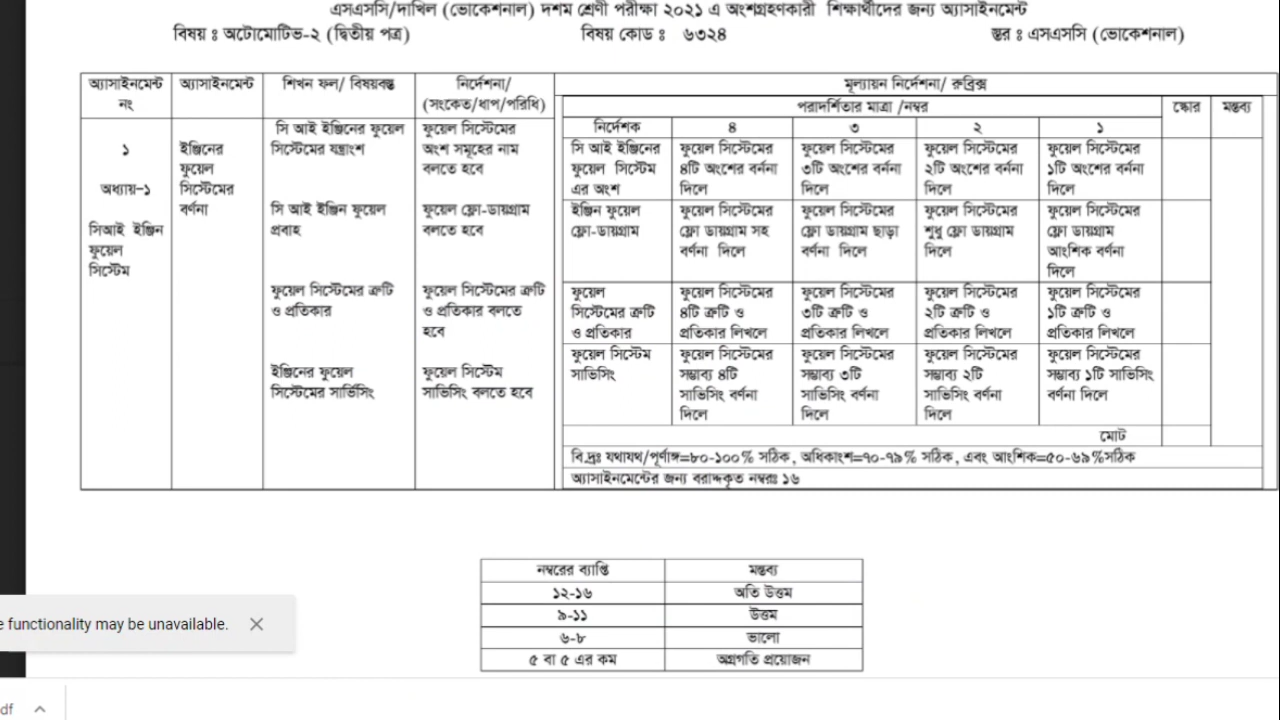 এসএসসি/দাখিল (ভোকেশনাল) দশম শ্রেণী পরীক্ষা ২০২১ এ অংশগ্রহণকারী শিক্ষার্থীদের জন্য অ্যাসাইনমেন্ট
বিষয় ঃ অটোমোটিভ-২ (দ্বিতীয় পত্র) বিষয় কোড ঃ ৬৩২৪ স্তর ঃ এসএসসি (ভোকেশনাল)
অ্যাসাইনমেন্ট নং
অ্যাসাইনমেন্ট
শিখন ফল/ বিষয়বস্তু
নির্দেশনা/
(সংকেত/ধাপ/পরিধি)
মূল্যায়ন নির্দেশনা/ রুব্রিক্স
পরাদর্শিতার মাত্রা /নম্বর
স্কোর
মন্তব্য
নির্দেশক ৪ ৩ ২ ১
১
অধ্যায়-১
সিআই ইঞ্জিন
ফুয়েল
সিস্টেম
ইঞ্জিনের
ফুয়েল
সিস্টেমের
বর্ণনা
সি আই ইঞ্জিনের ফুয়েল
সিস্টেমের যন্ত্রাংশ
ফুয়েল সিস্টেমের
অংশ সমূহের নাম
বলতে হবে
সি আই ইঞ্জিনের
ফুয়েল সিস্টেম
এর অংশ
ফুয়েল সিস্টেমের
৪টি অংশের বর্ননা
দিলে
ফুয়েল সিস্টেমের
৩টি অংশের বর্ননা
দিলে
ফুয়েল সিস্টেমের
২টি অংশের বর্ননা
দিলে
ফুয়েল সিস্টেমের
১টি অংশের বর্ননা
দিলে
সি আই ইঞ্জিন ফুয়েল
প্রবাহ
ফুয়েল ফ্লো-ডায়গ্রাম
বলতে হবে
ইঞ্জিন ফুয়েল
ফ্লো-ডায়গ্রাম
ফুয়েল সিস্টেমের
ফ্লো ডায়গ্রাম সহ
বর্ণনা দিলে
ফুয়েল সিস্টেমের
ফ্লো ডায়গ্রাম ছাড়া
বর্ণনা দিলে
ফুয়েল সিস্টেমের
শুধু ফ্লো ডায়গ্রাম
দিলে
ফুয়েল সিস্টেমের
ফ্লো ডায়গ্রাম
আংশিক বর্ণনা
দিলে
ফুয়েল সিস্টেমের ত্রুটি
ও প্রতিকার
ফুয়েল সিস্টেমের ত্রুটি
ও প্রতিকার বলতে
হবে
ফুয়েল
সিস্টেমের ত্রুটি
ও প্রতিকার
ফুয়েল সিস্টেমের
৪টি ত্রুটি ও
প্রতিকার লিখলে
ফুয়েল সিস্টেমের
৩টি ত্রুটি ও
প্রতিকার লিখলে
ফুয়েল সিস্টেমের
২টি ত্রুটি ও
প্রতিকার লিখলে
ফুয়েল সিস্টেমের
১টি ত্রুটি ও
প্রতিকার লিখলে
ইঞ্জিনের ফুয়েল
সিস্টেমের সার্ভিসিং
ফুয়েল সিস্টেম
সাভিসিং বলতে হবে
ফুয়েল সিস্টেম
সাভিসিং
ফুয়েল সিস্টেমের
সম্ভাব্য ৪টি
সাভিসিং বর্ণনা
দিলে
ফুয়েল সিস্টেমের
সম্ভাব্য ৩টি
সাভিসিং বর্ণনা
দিলে
ফুয়েল সিস্টেমের
সম্ভাব্য ২টি
সাভিসিং বর্ণনা
দিলে
ফুয়েল সিস্টেমের
সম্ভাব্য ১টি সাভিসিং
বর্ণনা দিলে
মোট
বি.দ্রঃ যথাযথ/পূর্ণাঙ্গ=৮০-১০০% সঠিক, অধিকাংশ=৭০-৭৯% সঠিক, এবং আংশিক=৫০-৬৯%সঠিক
অ্যাসাইনমেন্টের জন্য বরাদ্দকৃত নম্বরঃ ১৬
নম্বরের ব্যাপ্তি মন্তব্য
১২-১৬ অতি উত্তম
৯-১১ উত্তম
৬-৮ ভালো
৫ বা ৫ এর কম অগ্রগতি প্রয়োজন
e functionality may be unavailable.
df